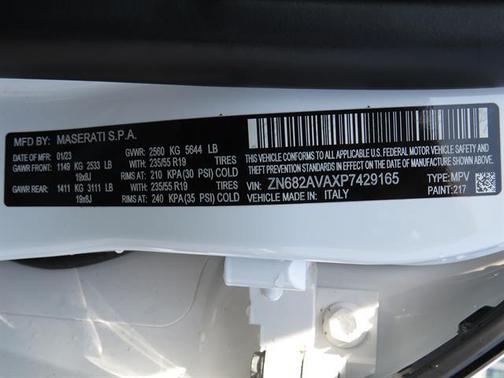 MFD BY: MASERATI S.P.A.
DATE OF MFR: 01/23 GVWR: 2560 KG 5644 LB
GAWR FRONT: 1149 KG 2533 LB WITH: 235/55 R19 TIRES
19x8J RIMS AT: 210 KPA (30 PSI) COLD
GAWR REAR: 1411 KG 3111 LB WITH: 235/55 R19 TIRES
19x8J RIMS AT: 240 KPA (35 PSI) COLD
THIS VEHICLE CONFORMS TO ALL APPLICABLE U.S. FEDERAL MOTOR VEHICLE
SAFETY, BUMPER, AND THEFT PREVENTION STANDARDS IN
EFFECT ON THE DATE OF MANUFACTURE SHOWN ABOVE
VIN: ZN682AVAXP7429165 TYPE: MPV
VEHICLE MADE IN: ITALY PAINT: 217